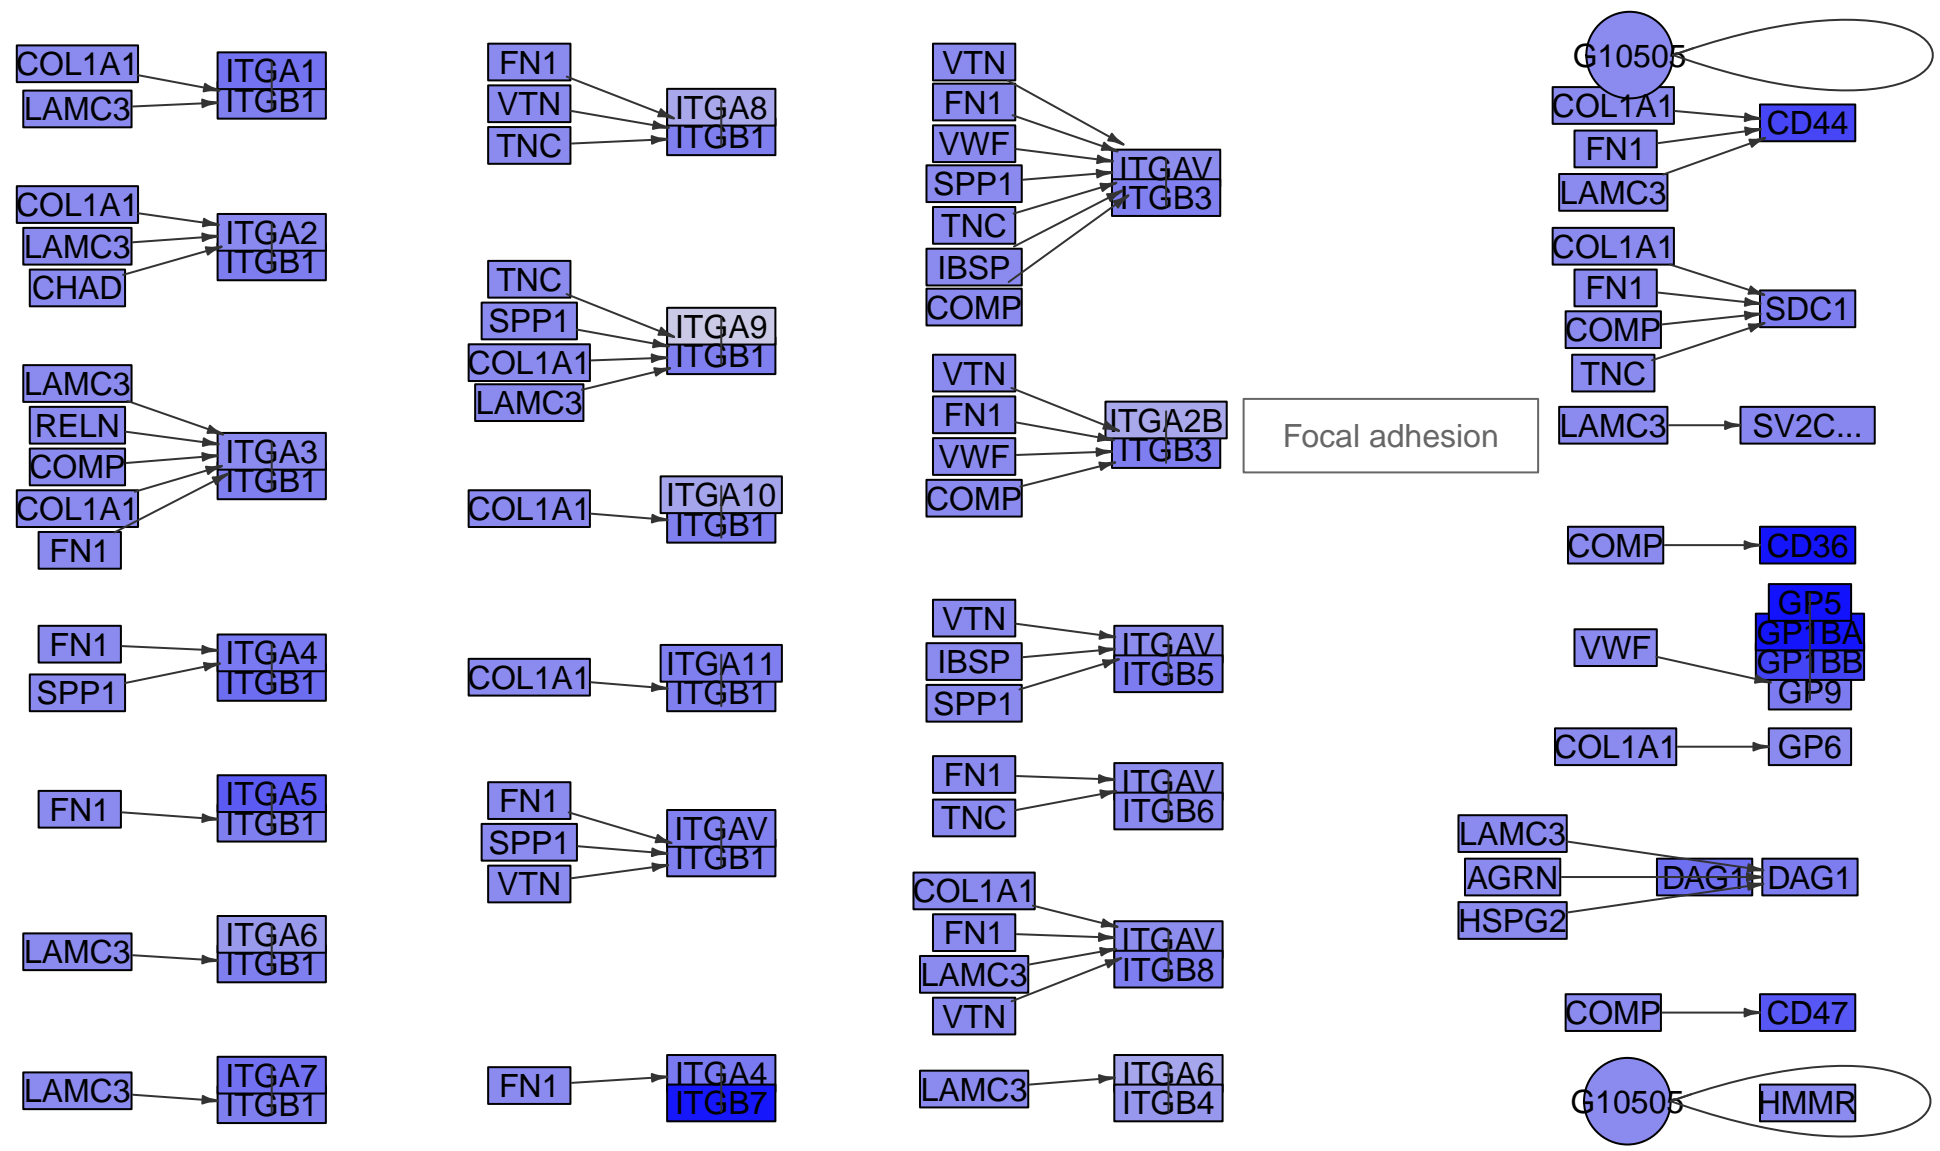 COL1A1
LAMC3
ITGA1
ITGB1
COL1A1
LAMC3
CHAD
ITGA2
ITGB1
LAMC3
RELN
COMP
COL1A1
FN1
ITGA3
ITGB1
FN1
SPP1
ITGA4
ITGB1
FN1
ITGA5
ITGB1
LAMC3
ITGA6
ITGB1
LAMC3
ITGA7
ITGB1
FN1
VTN
TNC
ITGA8
ITGB1
TNC
SPP1
COL1A1
LAMC3
ITGA9
ITGB1
COL1A1
ITGA10
ITGB1
COL1A1
ITGA11
ITGB1
FN1
SPP1
VTN
ITGAV
ITGB1
FN1
ITGA4
ITGB7
VTN
FN1
VWF
SPP1
TNC
IBSP
COMP
ITGAV
ITGB3
VTN
FN1
VWF
COMP
ITGA2B
ITGB3
Focal adhesion
VTN
IBSP
SPP1
ITGAV
ITGB5
FN1
TNC
ITGAV
ITGB6
COL1A1
FN1
LAMC3
VTN
ITGAV
ITGB8
LAMC3
ITGA6
ITGB4
G10505
COL1A1
FN1
LAMC3
CD44
COL1A1
FN1
COMP
TNC
SDC1
LAMC3
SV2C...
COMP
CD36
VWF
GP5
GP1BA
GP1BB
GP9
COL1A1
GP6
LAMC3
AGRN
HSPG2
DAG1
DAG1
COMP
CD47
G10505
HMMR